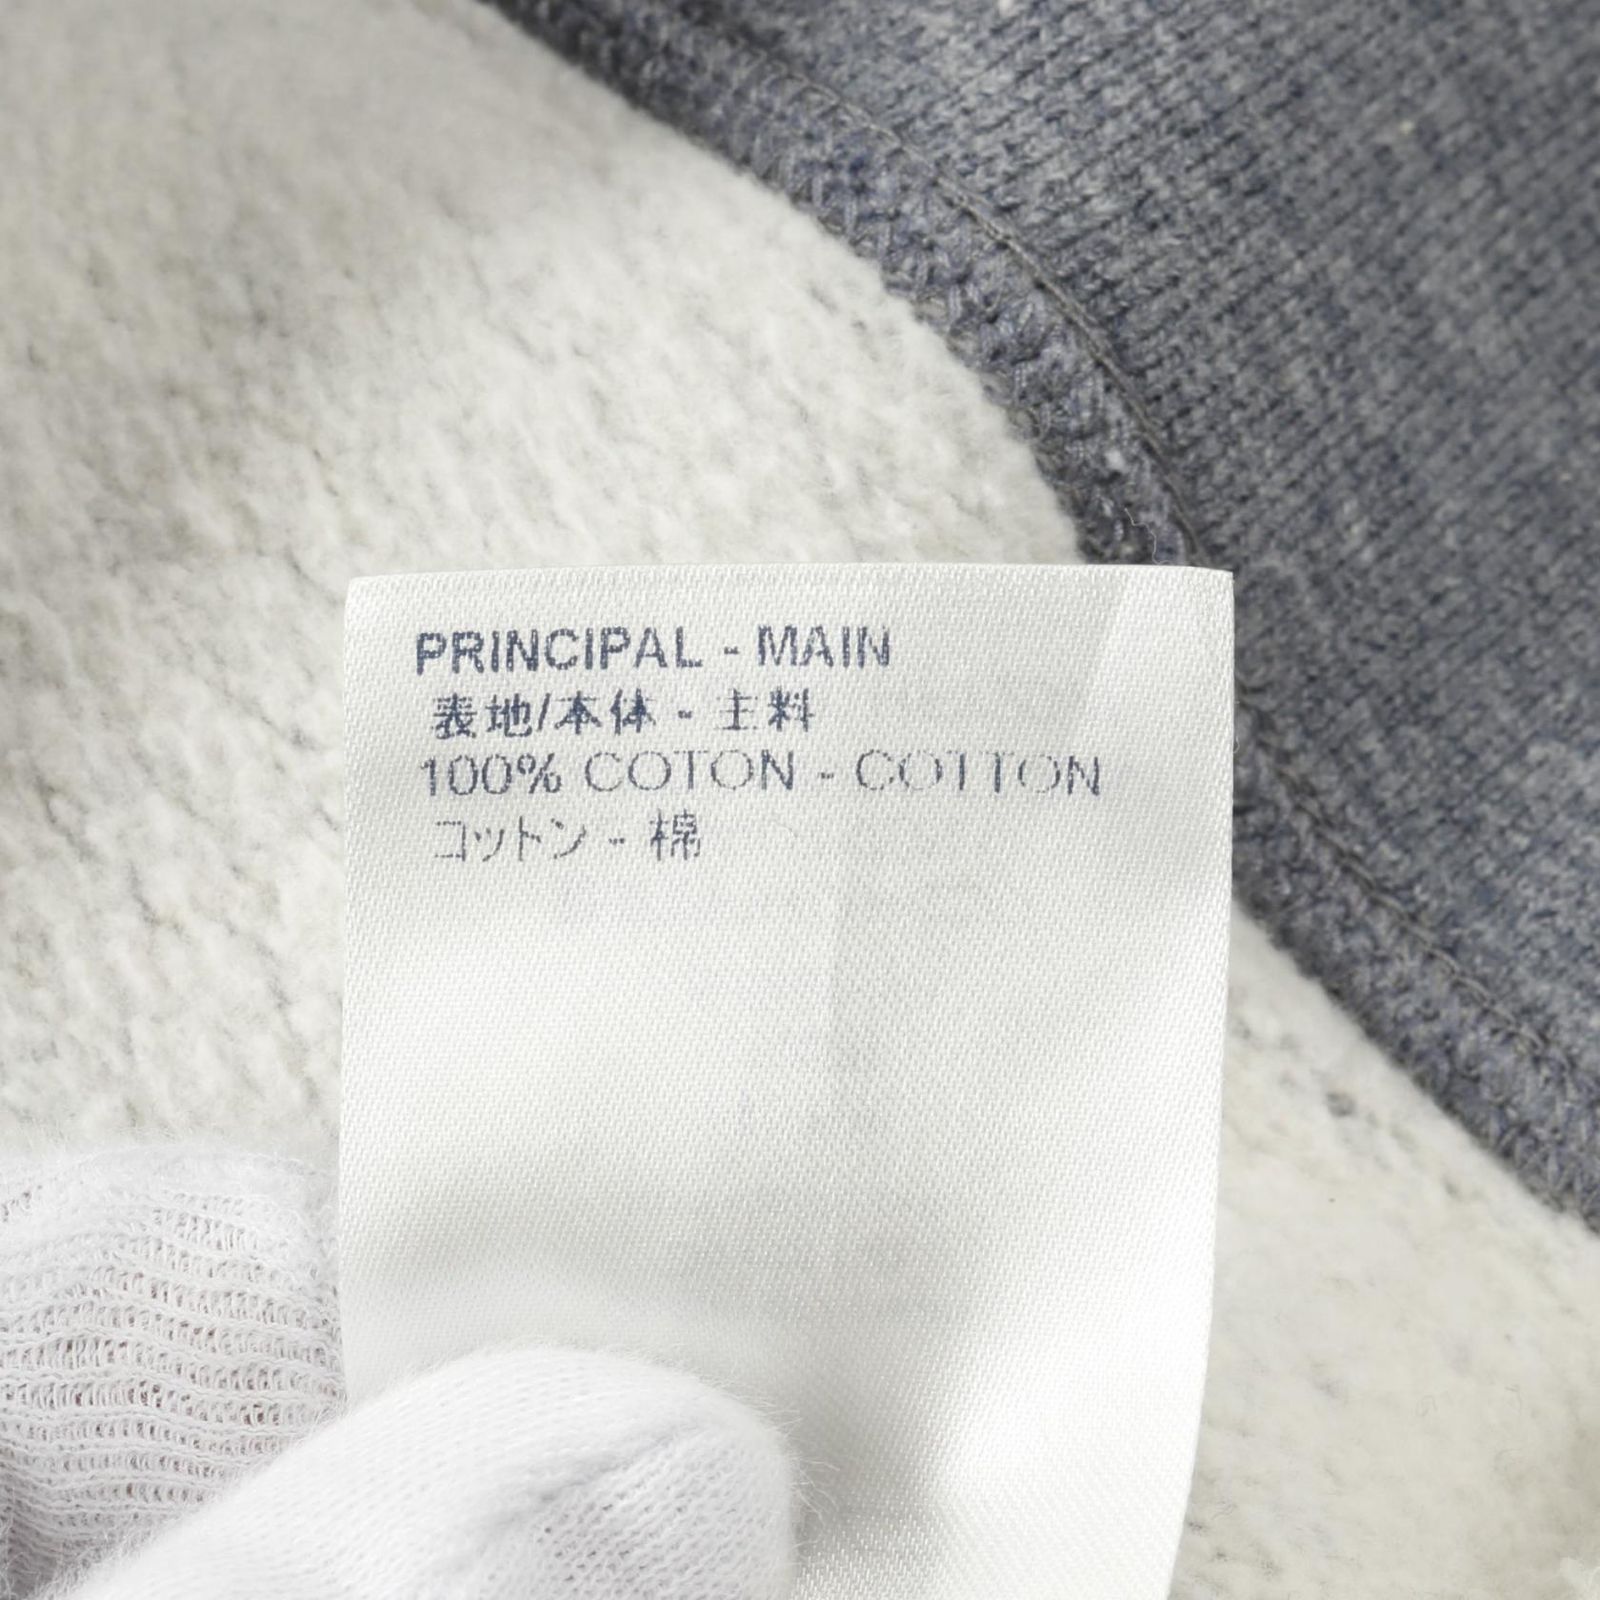 PRINCIPAL - MAIN
表地/本体 - 主料
100% COTON - COTTON
コットン - 棉